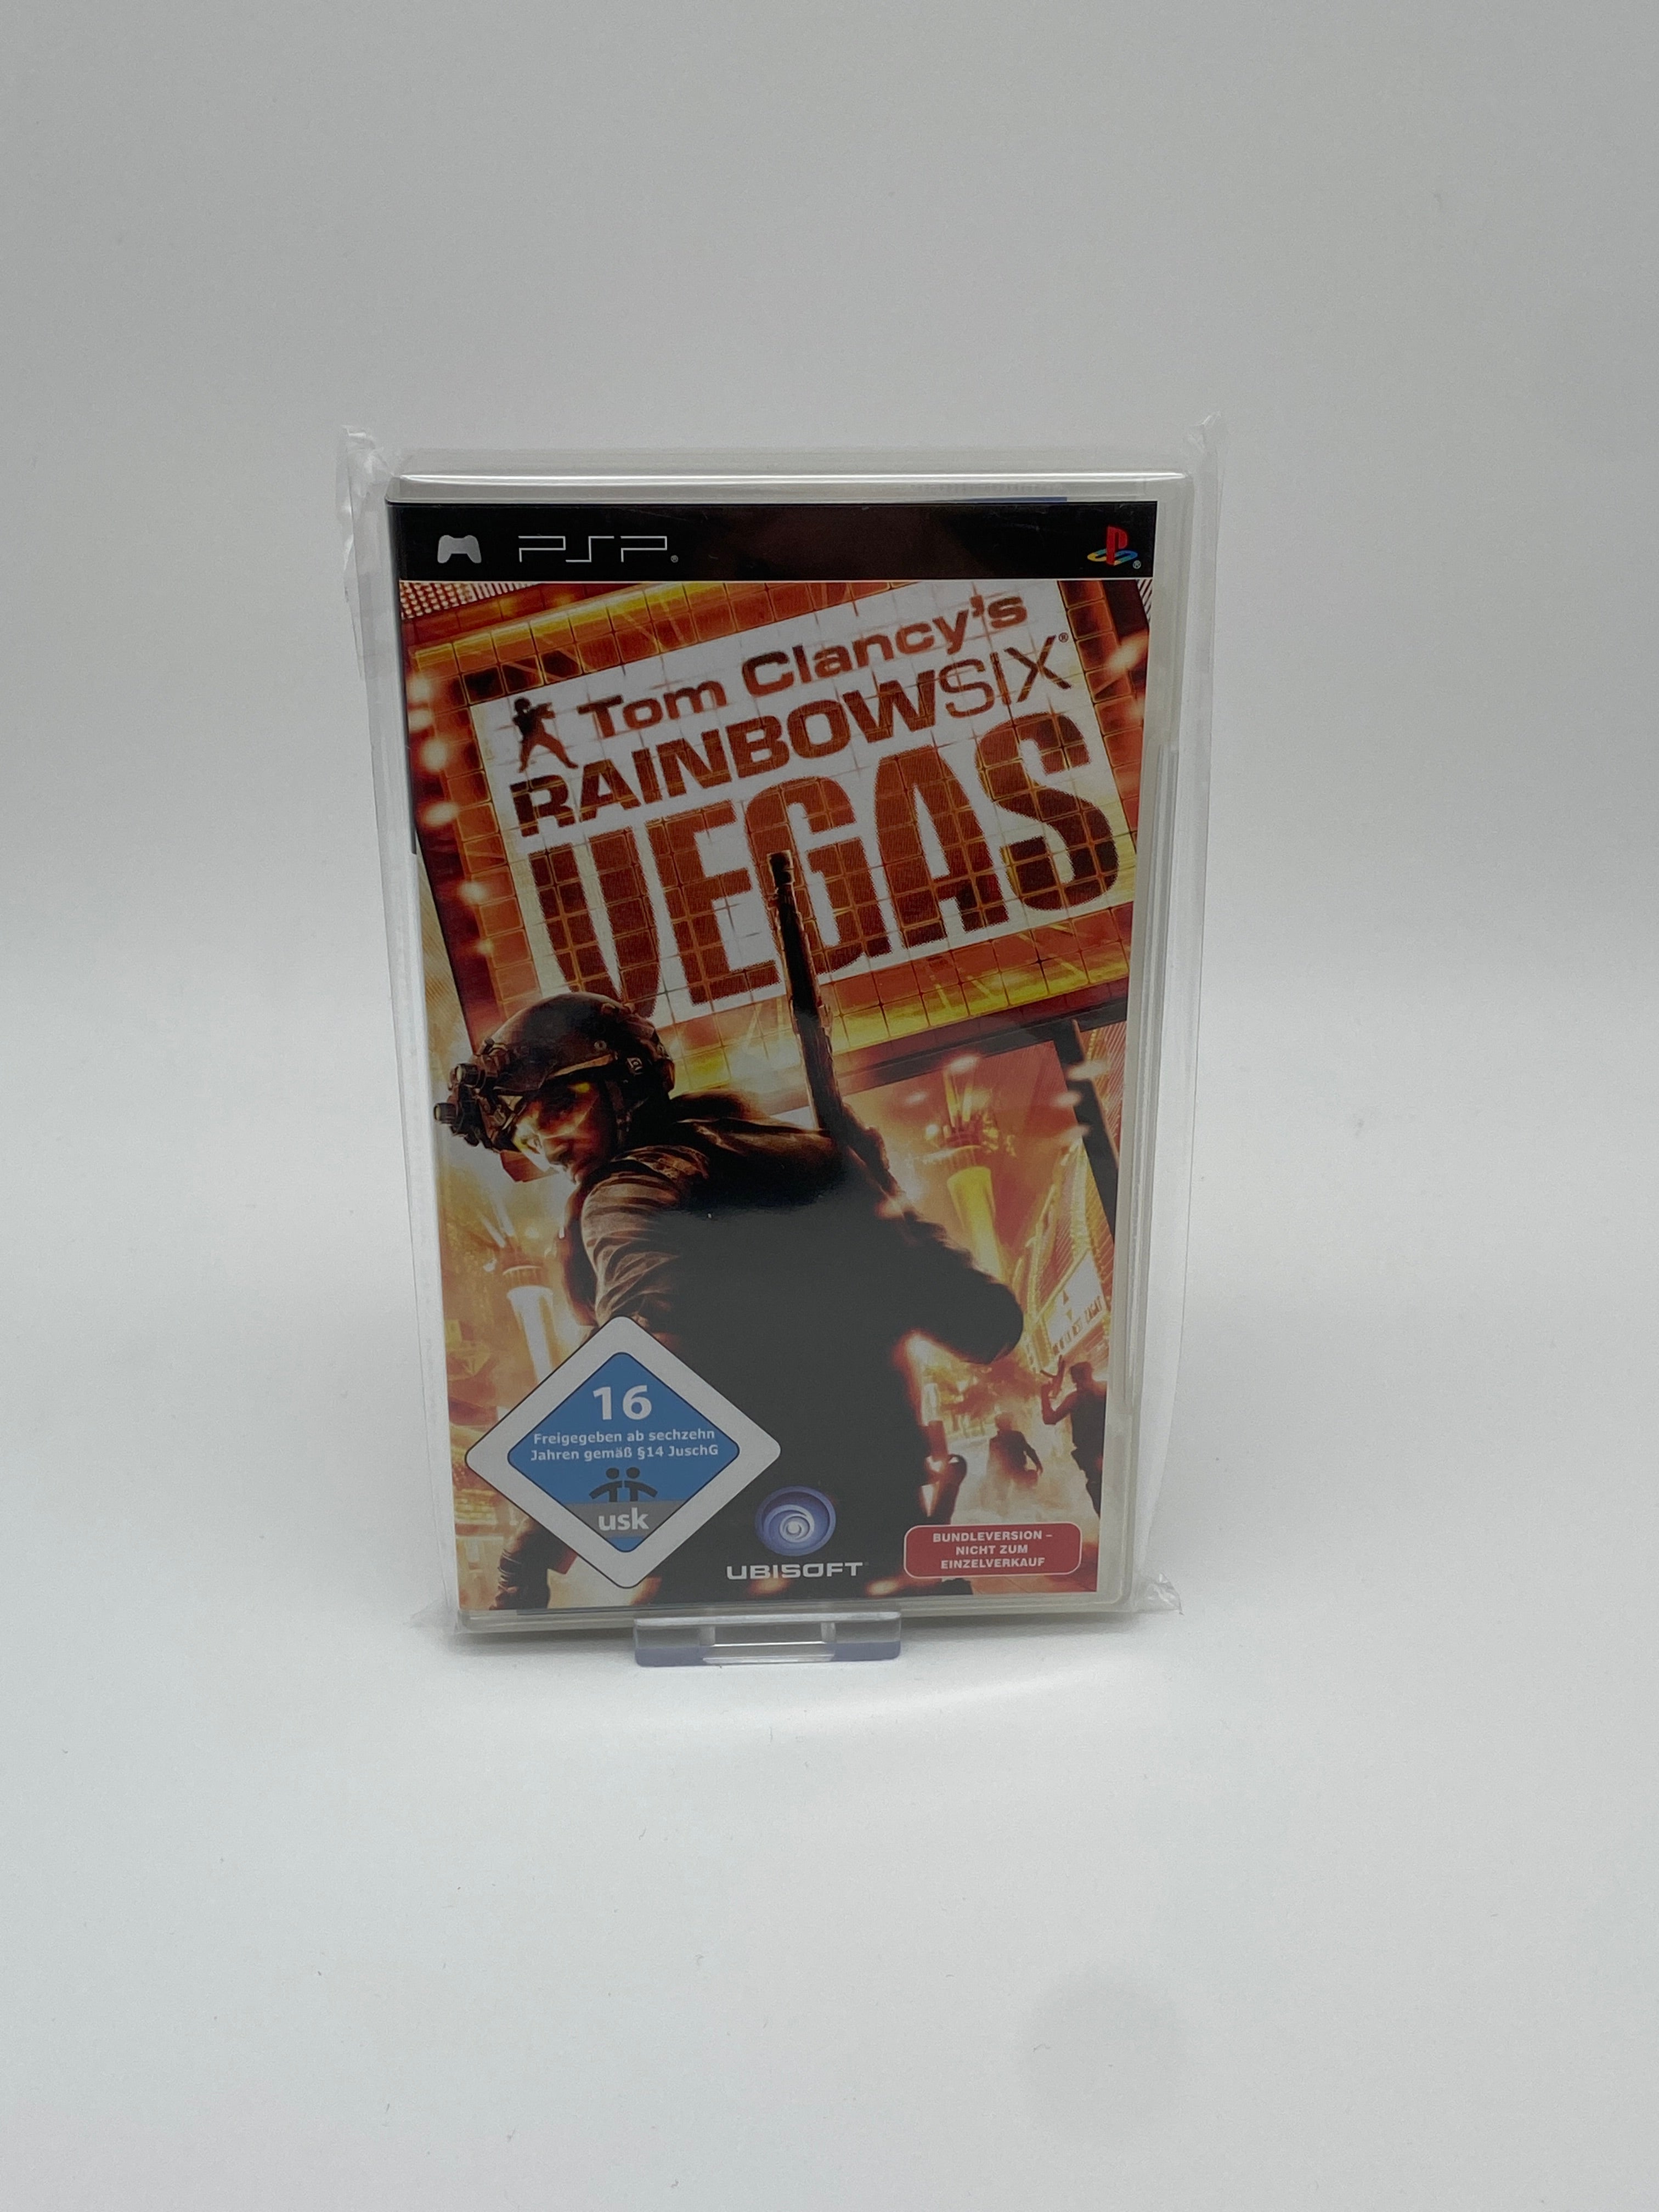 PSP®
Tom Clancy's
RAINBOWSIX®
VEGAS
16
Freigegeben ab sechzehn
Jahren gemäß §14 JuschG
usk
UBISOFT
BUNDLEVERSION –
NICHT ZUM
EINZELVERKAUF